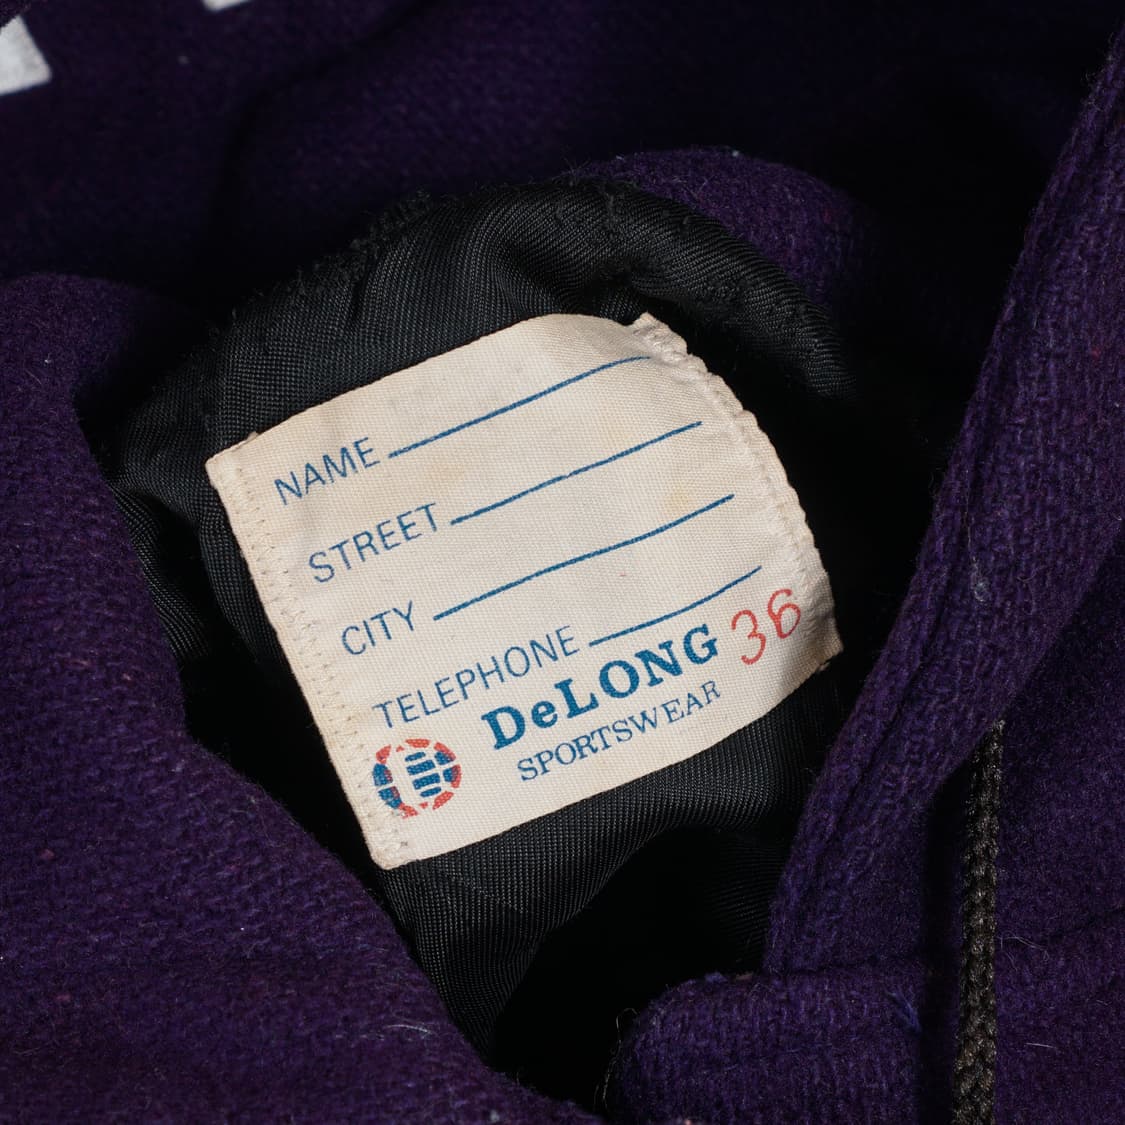 NAME
STREET
CITY
TELEPHONE
DeLONG 36
SPORTSWEAR